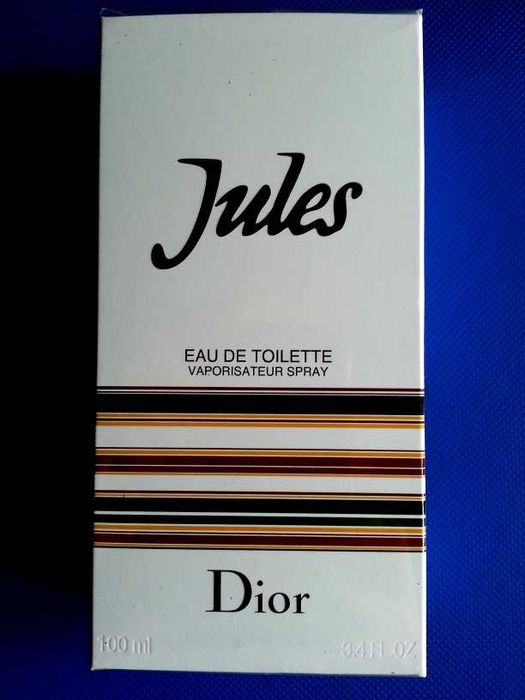 Jules
EAU DE TOILETTE
VAPORISATEUR SPRAY
Dior
100 ml 3.4 FL.OZ